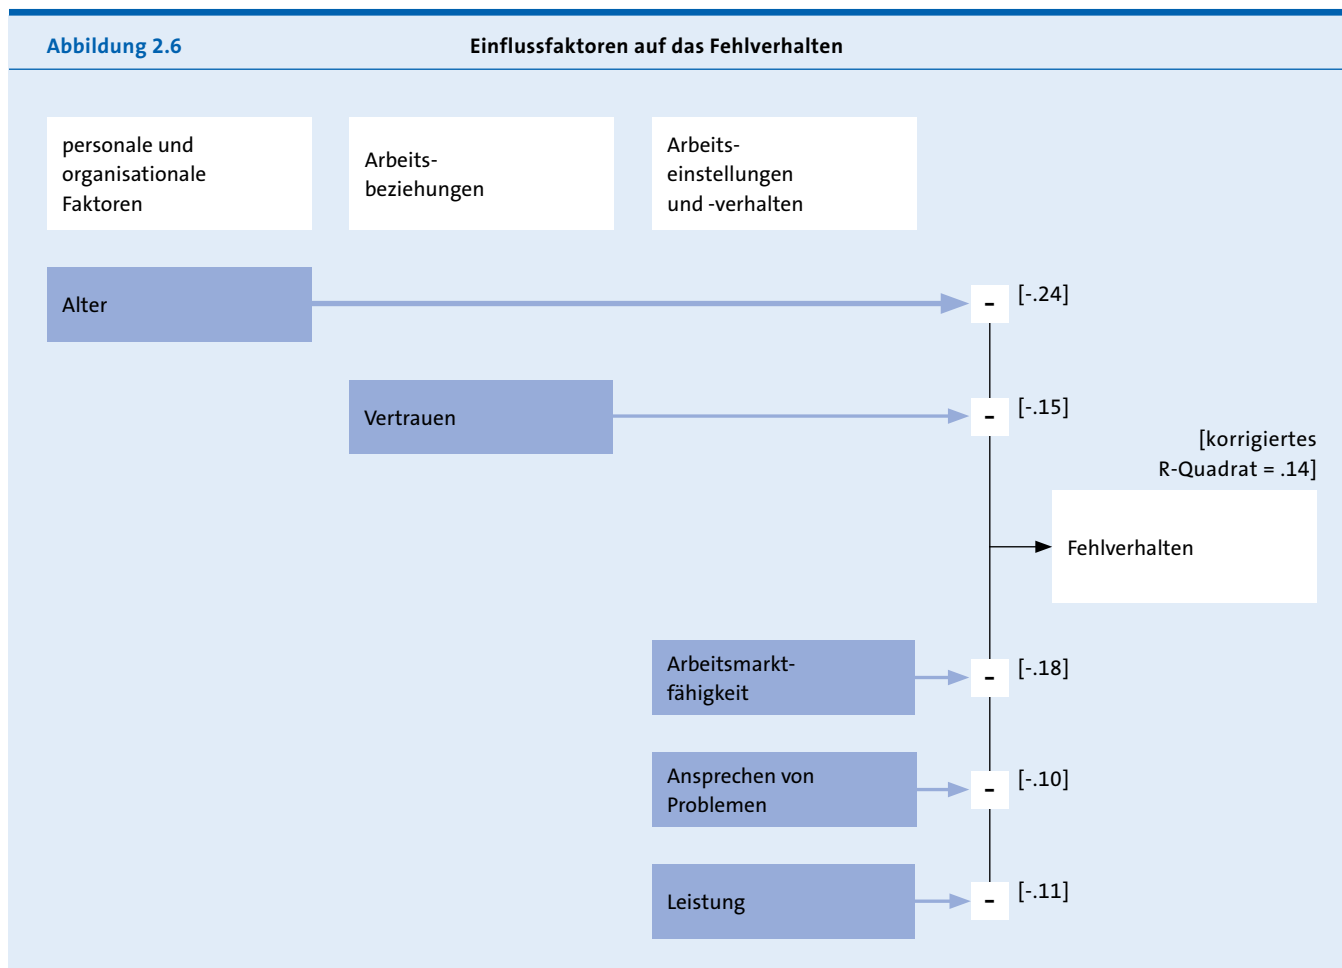 Abbildung 2.6
Einflussfaktoren auf das Fehlverhalten
personale und
organisationale
Faktoren
Arbeits-
beziehungen
Arbeits-
einstellungen
und -verhalten
Alter
- [-.24]
Vertrauen
- [-.15]
[korrigiertes
R-Quadrat = .14]
Fehlverhalten
Arbeitsmarkt-
fähigkeit
- [-.18]
Ansprechen von
Problemen
- [-.10]
Leistung
- [-.11]